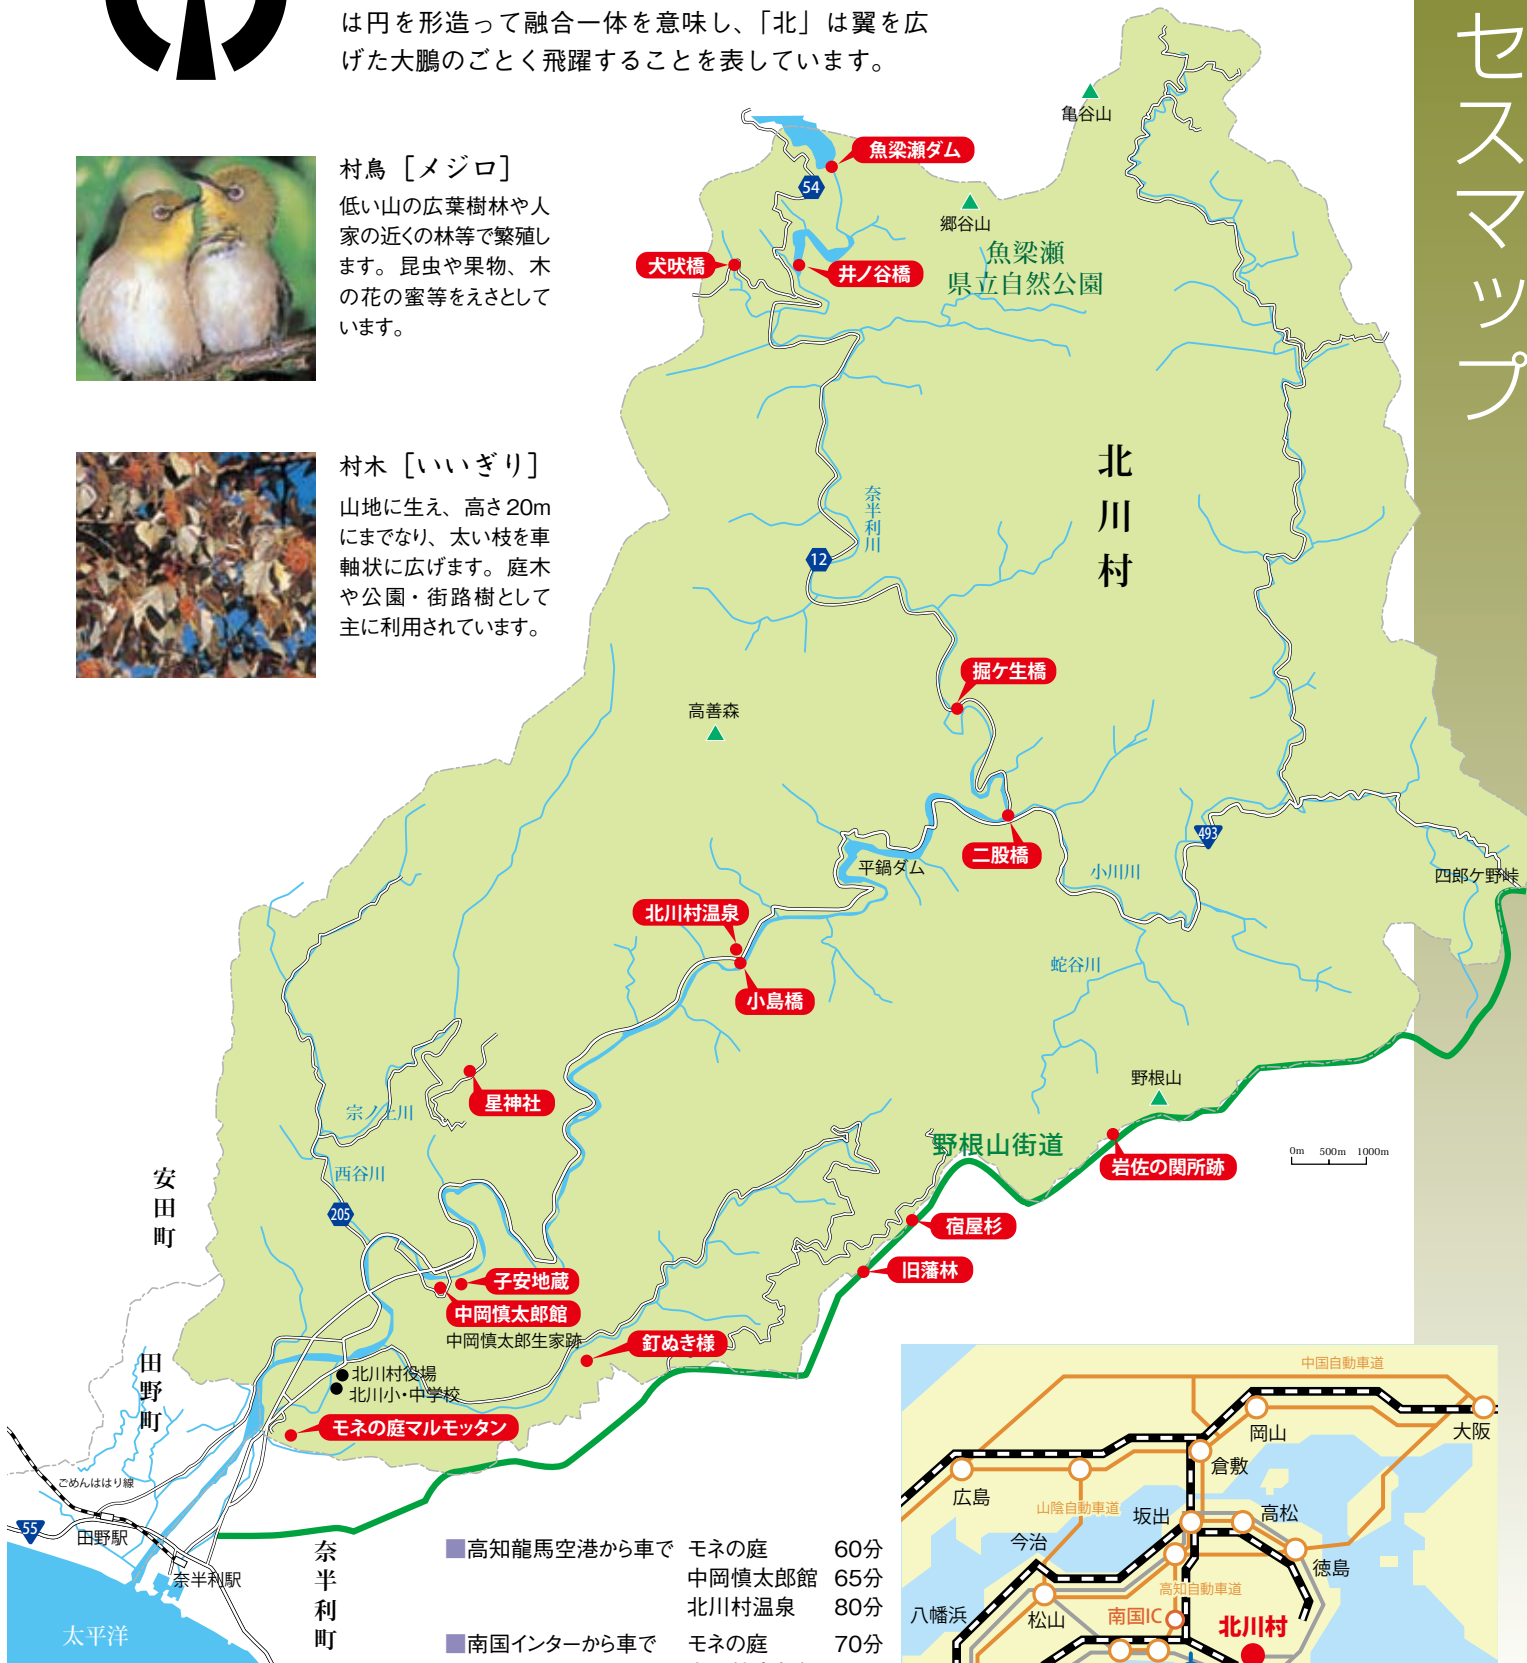 は円を形造って融合一体を意味し、「北」は翼を広
げた大鵬のごとく飛躍することを表しています。
セスマップ
村鳥［メジロ］
低い山の広葉樹林や人
家の近くの林等で繁殖し
ます。昆虫や果物、木
の花の蜜等をえさとして
います。
村木［いいぎり］
山地に生え、高さ20m
にまでなり、太い枝を車
軸状に広げます。庭木
や公園・街路樹として
主に利用されています。
亀谷山
魚梁瀬ダム
54
郷谷山
魚梁瀬
県立自然公園
犬吠橋
井ノ谷橋
北川村
奈半利川
12
掘ケ生橋
高善森
二股橋
493
平鍋ダム
小川川
四郎ケ野峠
北川村温泉
小島橋
蛇谷川
野根山
星神社
宗ノ上川
野根山街道
岩佐の関所跡
0m 500m 1000m
西谷川
安田町
205
宿屋杉
旧藩林
子安地蔵
中岡慎太郎館
中岡慎太郎生家跡
釘ぬき様
田野町
北川村役場
北川小・中学校
モネの庭マルモッタン
ごめんなはり線
55
田野駅
奈半利駅
奈半利町
太平洋
■高知龍馬空港から車で モネの庭 60分
中岡慎太郎館 65分
北川村温泉 80分
■南国インターから車で モネの庭 70分
中国自動車道
岡山
大阪
倉敷
広島
山陰自動車道
坂出
高松
今治
徳島
高知自動車道
八幡浜
松山
南国IC
北川村